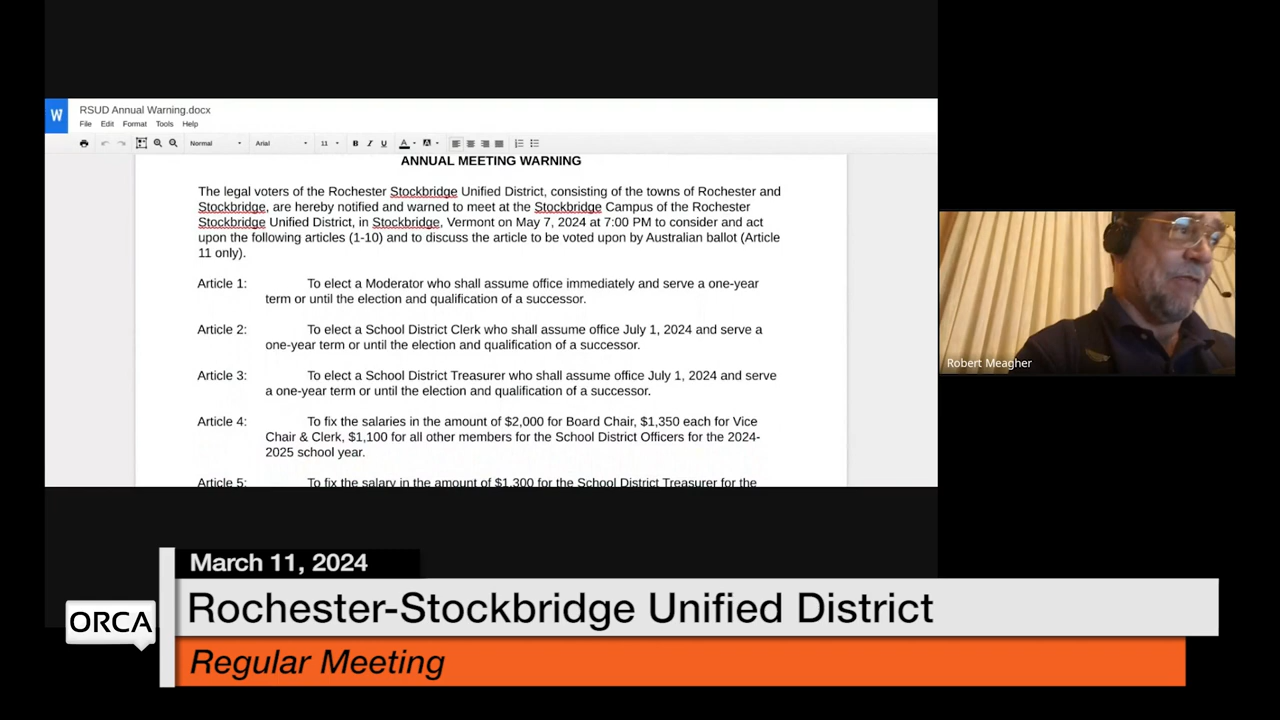 RSUD Annual Warning.docx
File Edit Format Tools Help
Normal Arial 11 B I U A A
ANNUAL MEETING WARNING
The legal voters of the Rochester Stockbridge Unified District, consisting of the towns of Rochester and
Stockbridge, are hereby notified and warned to meet at the Stockbridge Campus of the Rochester
Stockbridge Unified District, in Stockbridge, Vermont on May 7, 2024 at 7:00 PM to consider and act
upon the following articles (1-10) and to discuss the article to be voted upon by Australian ballot (Article
11 only).
Article 1: To elect a Moderator who shall assume office immediately and serve a one-year
term or until the election and qualification of a successor.
Article 2: To elect a School District Clerk who shall assume office July 1, 2024 and serve a
one-year term or until the election and qualification of a successor.
Article 3: To elect a School District Treasurer who shall assume office July 1, 2024 and serve
a one-year term or until the election and qualification of a successor.
Article 4: To fix the salaries in the amount of $2,000 for Board Chair, $1,350 each for Vice
Chair & Clerk, $1,100 for all other members for the School District Officers for the 2024-
2025 school year.
Article 5: To fix the salary in the amount of $1,300 for the School District Treasurer for the
Robert Meagher
March 11, 2024
ORCA
Rochester-Stockbridge Unified District
Regular Meeting